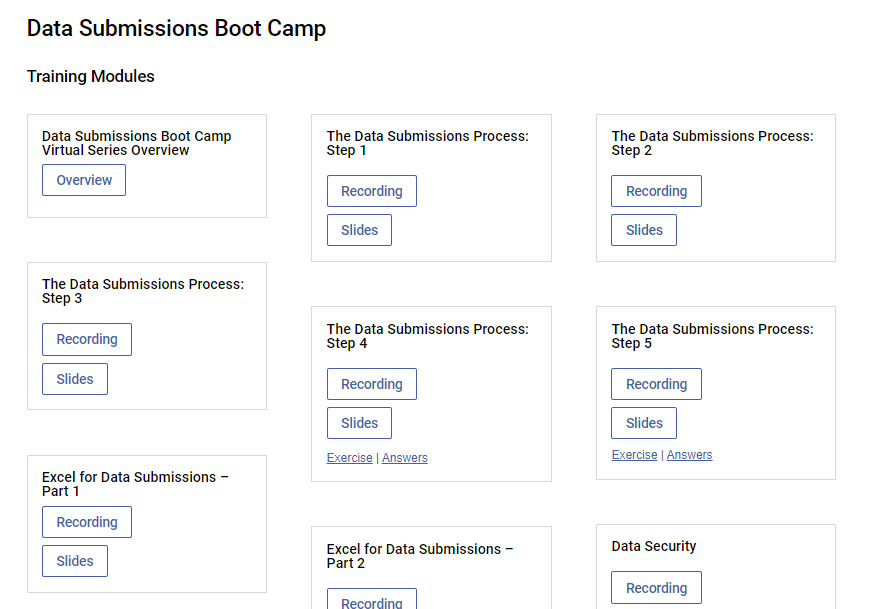 Data Submissions Boot Camp
Training Modules
Data Submissions Boot Camp
Virtual Series Overview
Overview
The Data Submissions Process:
Step 1
Recording
Slides
The Data Submissions Process:
Step 2
Recording
Slides
The Data Submissions Process:
Step 3
Recording
Slides
The Data Submissions Process:
Step 4
Recording
Slides
Exercise | Answers
The Data Submissions Process:
Step 5
Recording
Slides
Exercise | Answers
Excel for Data Submissions –
Part 1
Recording
Slides
Excel for Data Submissions –
Part 2
Recording
Data Security
Recording